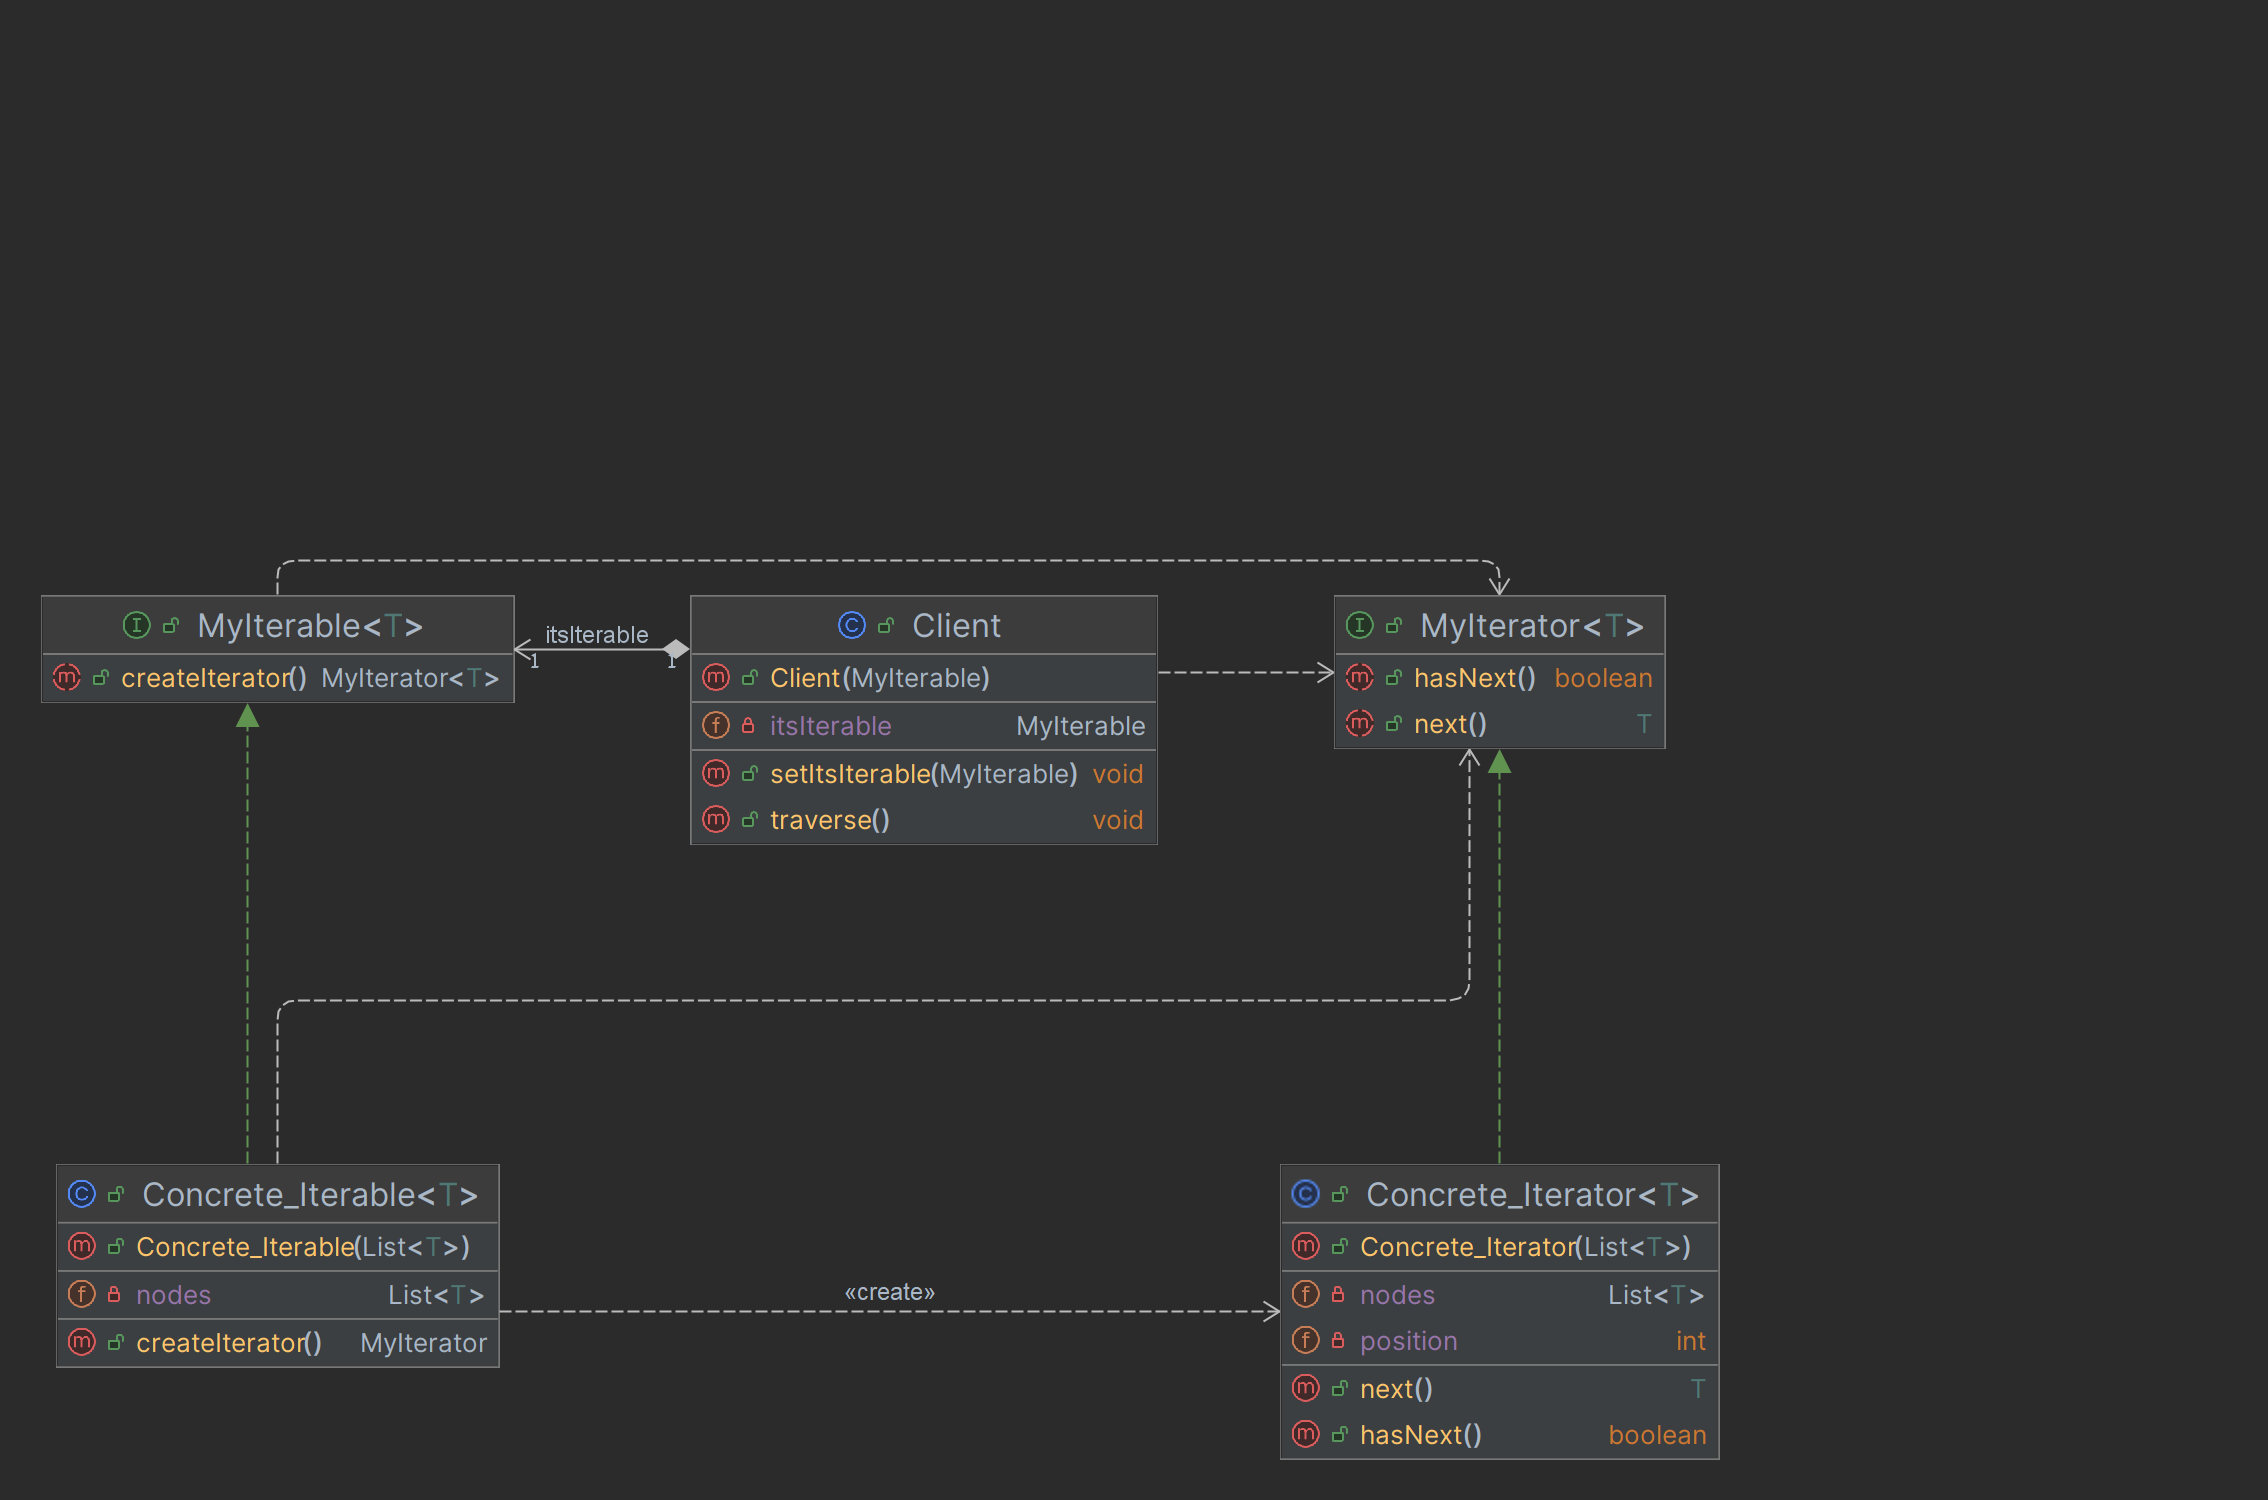 MyIterable<T>
createIterator() MyIterator<T>
itsIterable
1
1
Client
Client(MyIterable)
itsIterable MyIterable
setItsIterable(MyIterable) void
traverse() void
MyIterator<T>
hasNext() boolean
next() T
Concrete_Iterable<T>
Concrete_Iterable(List<T>)
nodes List<T>
createIterator() MyIterator
«create»
Concrete_Iterator<T>
Concrete_Iterator(List<T>)
nodes List<T>
position int
next() T
hasNext() boolean